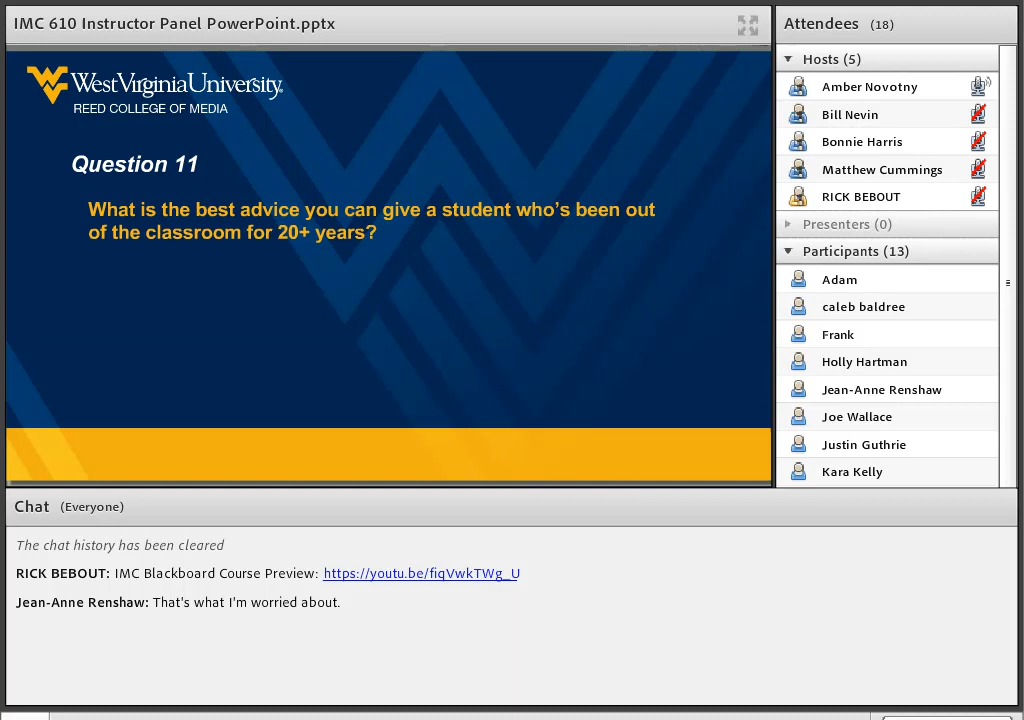 IMC 610 Instructor Panel PowerPoint.pptx
WestVirginiaUniversity®
REED COLLEGE OF MEDIA
Question 11
What is the best advice you can give a student who’s been out
of the classroom for 20+ years?
Attendees (18)
Hosts (5)
Amber Novotny
Bill Nevin
Bonnie Harris
Matthew Cummings
RICK BEBOUT
Presenters (0)
Participants (13)
Adam
caleb baldree
Frank
Holly Hartman
Jean-Anne Renshaw
Joe Wallace
Justin Guthrie
Kara Kelly
Chat (Everyone)
The chat history has been cleared
RICK BEBOUT: IMC Blackboard Course Preview: https://youtu.be/fiqVwkTWg_U
Jean-Anne Renshaw: That's what I'm worried about.